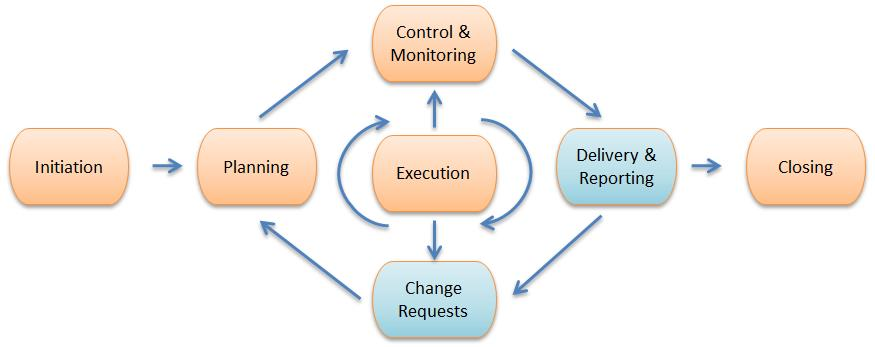 Control &
Monitoring
Initiation
Planning
Execution
Delivery &
Reporting
Closing
Change
Requests